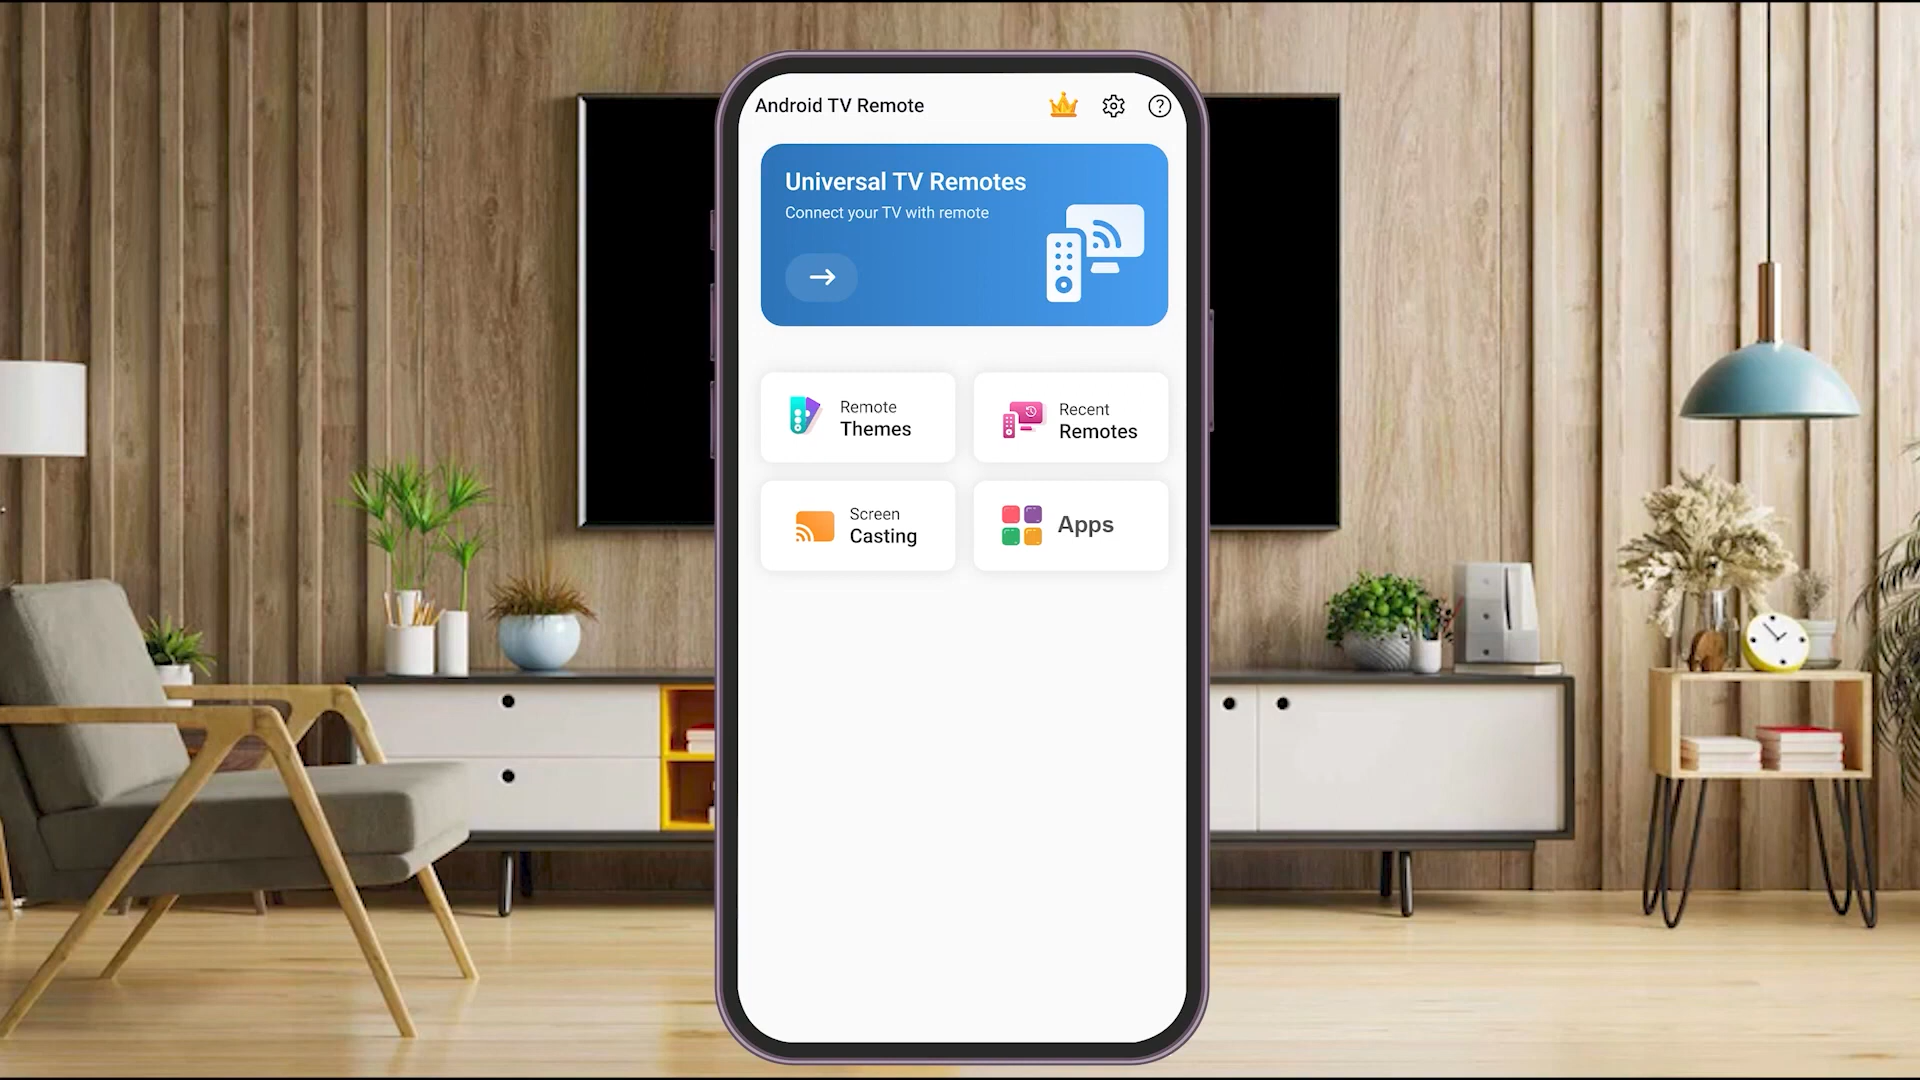 Android TV Remote
Universal TV Remotes
Connect your TV with remote
Remote
Themes
Recent
Remotes
Screen
Casting
Apps